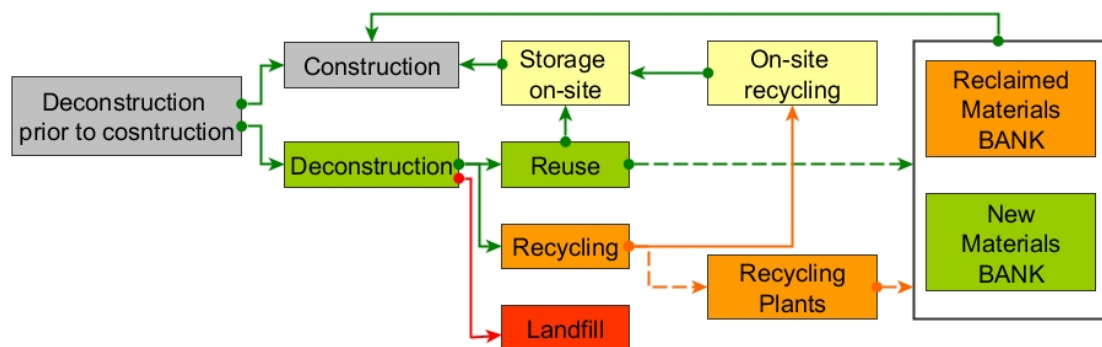 Deconstruction
prior to cosntruction
Construction
Storage
on-site
On-site
recycling
Reclaimed
Materials
BANK
Deconstruction
Reuse
New
Materials
BANK
Recycling
Recycling
Plants
Landfill